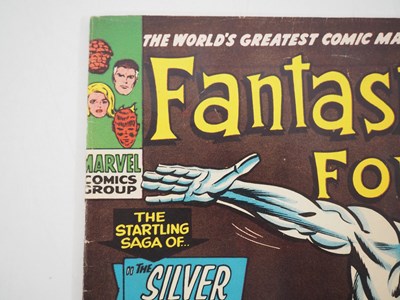 THE WORLD'S GREATEST COMIC MA
Fantas
FO
MARVEL
COMICS
GROUP
THE
STARTLING
SAGA OF..
THE
SILVER